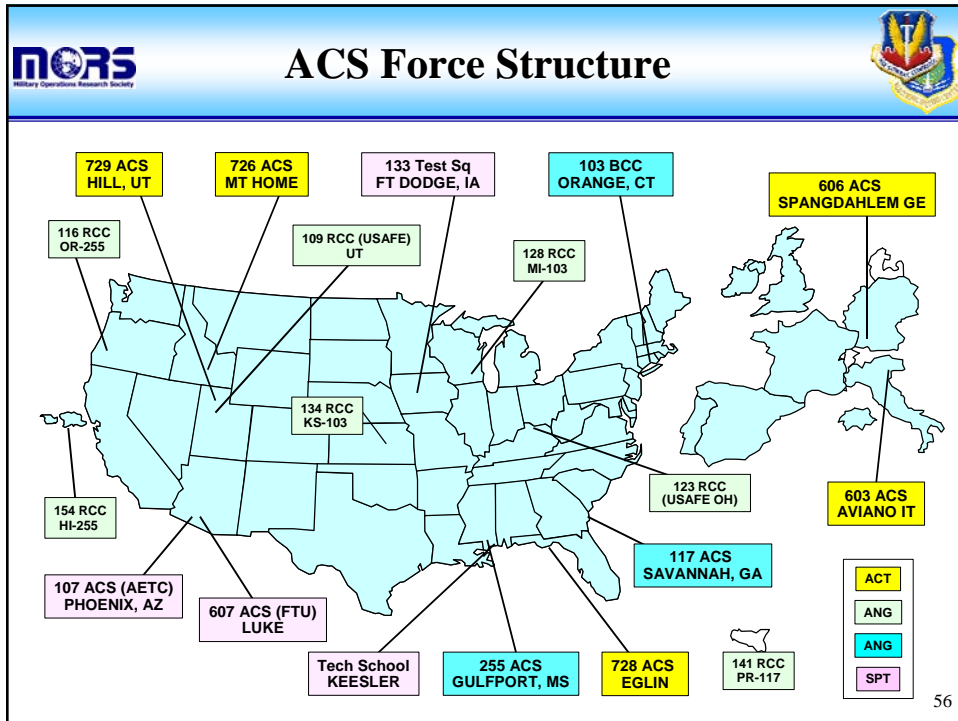 MORS
Military Operations Research Society
ACS Force Structure
729 ACS
HILL, UT
726 ACS
MT HOME
133 Test Sq
FT DODGE, IA
103 BCC
ORANGE, CT
606 ACS
SPANGDAHLEM GE
116 RCC
OR-255
109 RCC (USAFE)
UT
128 RCC
MI-103
134 RCC
KS-103
154 RCC
HI-255
123 RCC
(USAFE OH)
603 ACS
AVIANO IT
107 ACS (AETC)
PHOENIX, AZ
607 ACS (FTU)
LUKE
117 ACS
SAVANNAH, GA
Tech School
KEESLER
255 ACS
GULFPORT, MS
728 ACS
EGLIN
141 RCC
PR-117
ACT
ANG
ANG
SPT
56